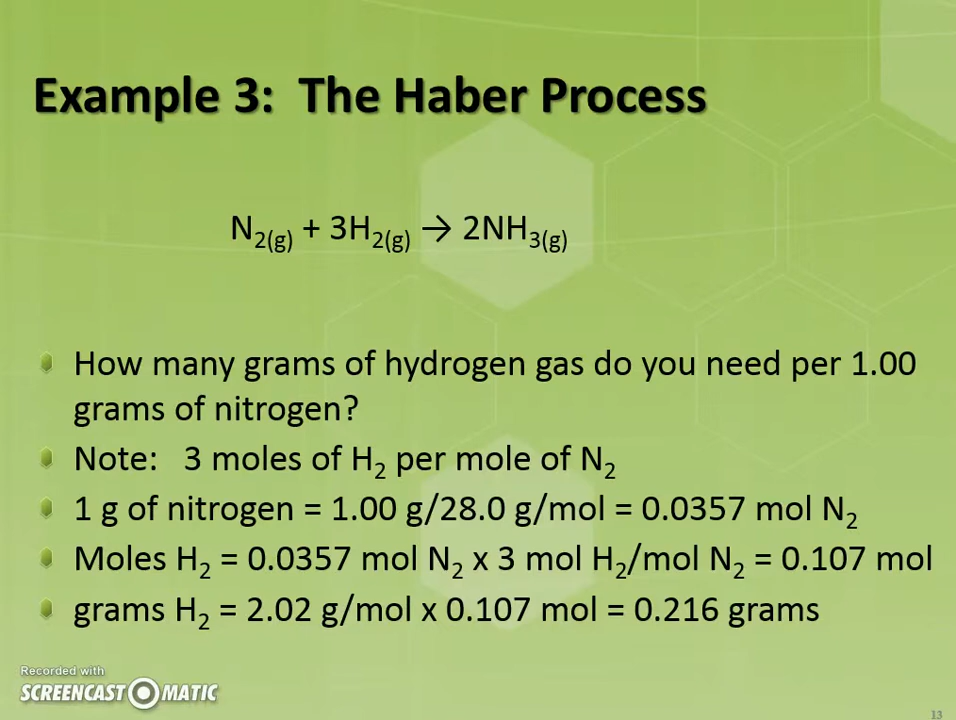 Example 3: The Haber Process
N₂(g) + 3H₂(g) → 2NH₃(g)
How many grams of hydrogen gas do you need per 1.00
grams of nitrogen?
Note: 3 moles of H₂ per mole of N₂
1 g of nitrogen = 1.00 g/28.0 g/mol = 0.0357 mol N₂
Moles H₂ = 0.0357 mol N₂ x 3 mol H₂/mol N₂ = 0.107 mol
grams H₂ = 2.02 g/mol x 0.107 mol = 0.216 grams
Recorded with
SCREENCAST MATIC
13